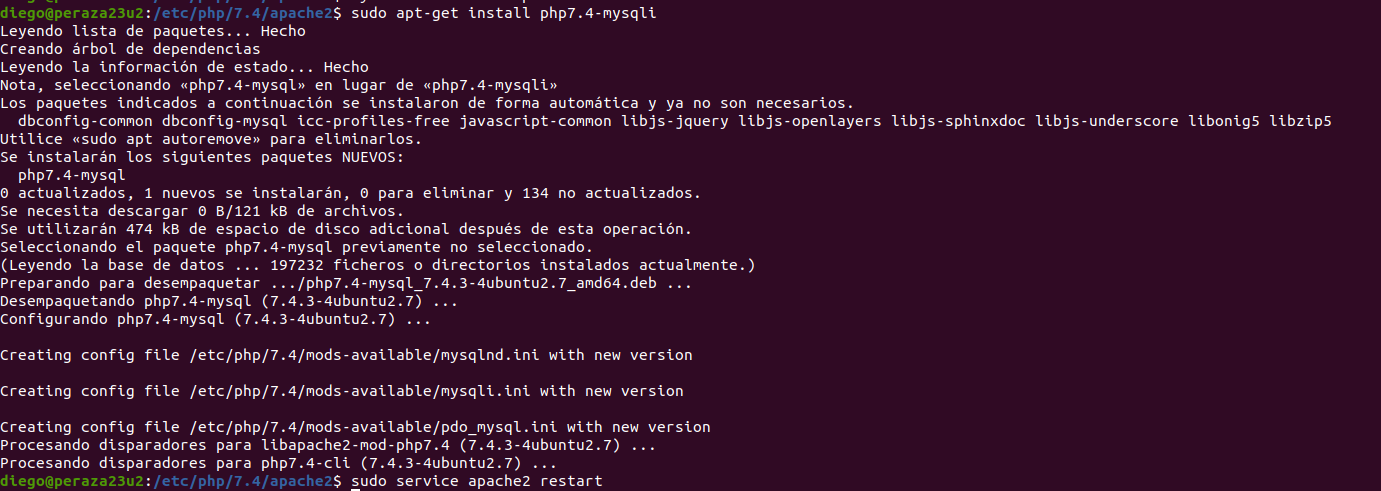 diego@peraza23u2:/etc/php/7.4/apache2$ sudo apt-get install php7.4-mysqli
Leyendo lista de paquetes... Hecho
Creando árbol de dependencias
Leyendo la información de estado... Hecho
Nota, seleccionando «php7.4-mysql» en lugar de «php7.4-mysqli»
Los paquetes indicados a continuación se instalaron de forma automática y ya no son necesarios.
  dbconfig-common dbconfig-mysql icc-profiles-free javascript-common libjs-jquery libjs-openlayers libjs-sphinxdoc libjs-underscore libonig5 libzip5
Utilice «sudo apt autoremove» para eliminarlos.
Se instalarán los siguientes paquetes NUEVOS:
  php7.4-mysql
0 actualizados, 1 nuevos se instalarán, 0 para eliminar y 134 no actualizados.
Se necesita descargar 0 B/121 kB de archivos.
Se utilizarán 474 kB de espacio de disco adicional después de esta operación.
Seleccionando el paquete php7.4-mysql previamente no seleccionado.
(Leyendo la base de datos ... 197232 ficheros o directorios instalados actualmente.)
Preparando para desempaquetar .../php7.4-mysql_7.4.3-4ubuntu2.7_amd64.deb ...
Desempaquetando php7.4-mysql (7.4.3-4ubuntu2.7) ...
Configurando php7.4-mysql (7.4.3-4ubuntu2.7) ...

Creating config file /etc/php/7.4/mods-available/mysqlnd.ini with new version

Creating config file /etc/php/7.4/mods-available/mysqli.ini with new version

Creating config file /etc/php/7.4/mods-available/pdo_mysql.ini with new version
Procesando disparadores para libapache2-mod-php7.4 (7.4.3-4ubuntu2.7) ...
Procesando disparadores para php7.4-cli (7.4.3-4ubuntu2.7) ...
diego@peraza23u2:/etc/php/7.4/apache2$ sudo service apache2 restart